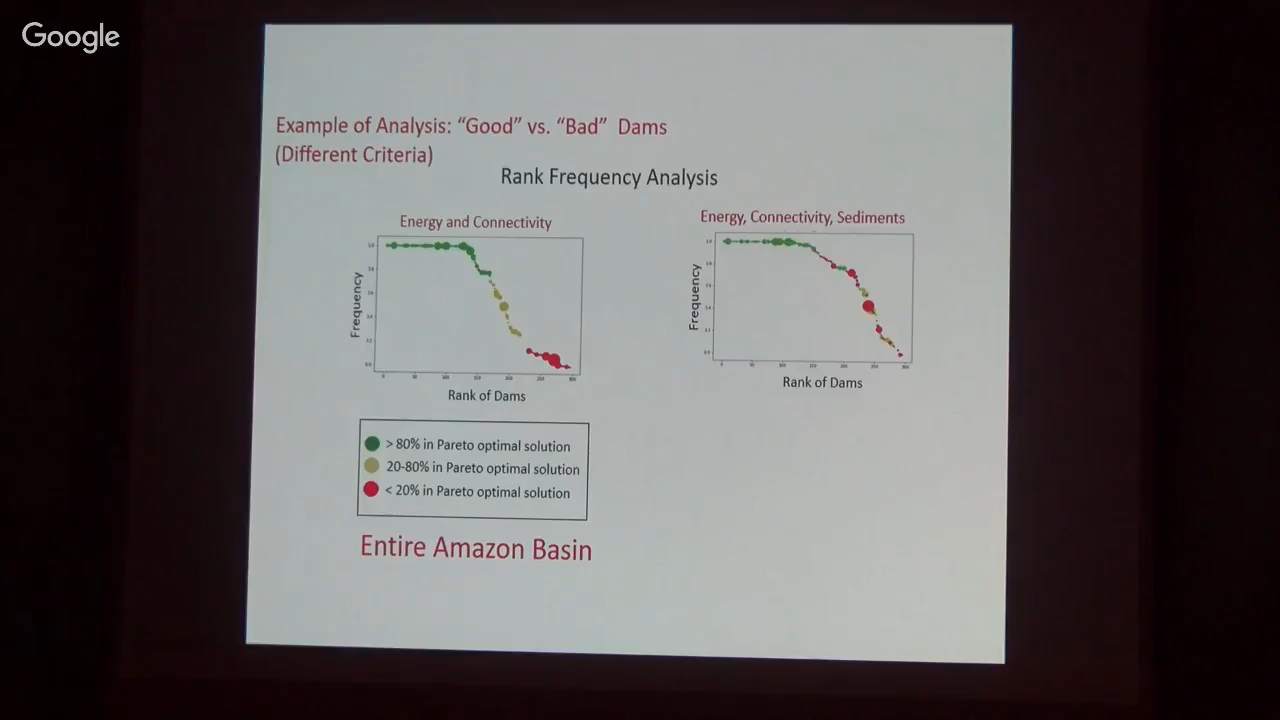 Google
Example of Analysis: “Good” vs. “Bad” Dams
(Different Criteria)
Rank Frequency Analysis
Energy and Connectivity
Frequency
Rank of Dams
Energy, Connectivity, Sediments
Frequency
Rank of Dams
> 80% in Pareto optimal solution
20-80% in Pareto optimal solution
< 20% in Pareto optimal solution
Entire Amazon Basin